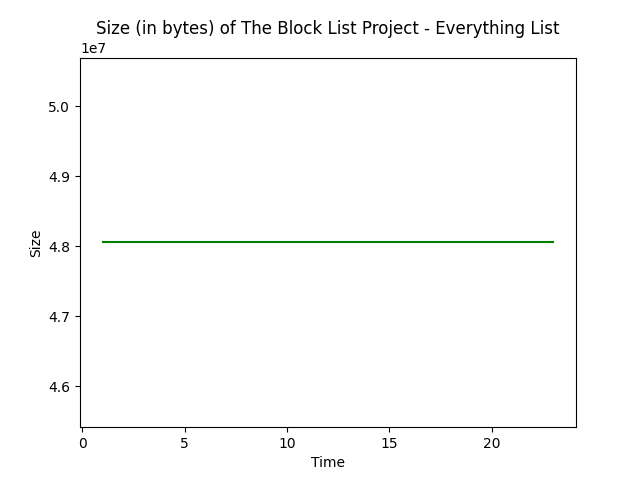 Size (in bytes) of The Block List Project - Everything List
1e7
5.0
4.9
4.8
4.7
4.6
Size
0 5 10 15 20
Time